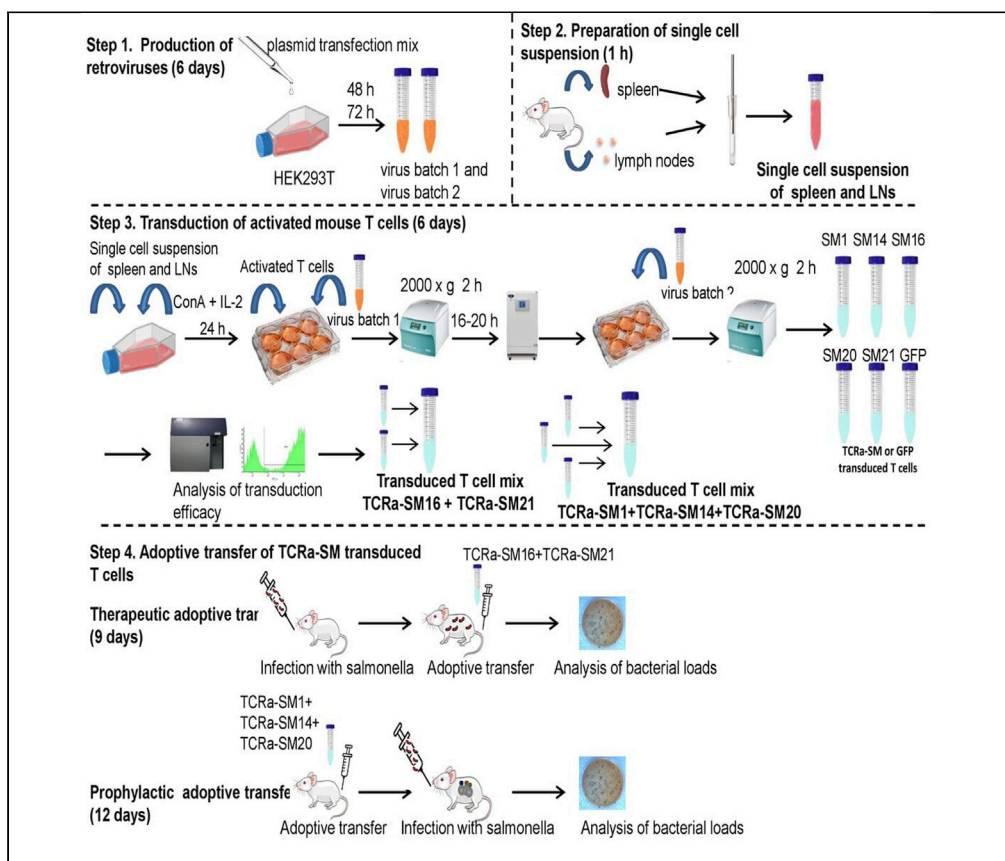 Step 1. Production of
retroviruses (6 days)
plasmid transfection mix
48 h
72 h
HEK293T
virus batch 1 and
virus batch 2
Step 2. Preparation of single cell
suspension (1 h)
spleen
lymph nodes
Single cell suspension
of spleen and LNs
Step 3. Transduction of activated mouse T cells (6 days)
Single cell suspension
of spleen and LNs
ConA + IL-2
24 h
Activated T cells
virus batch 1
2000 x g 2 h
16-20 h
virus batch 2
2000 x g 2 h
SM1 SM14 SM16
SM20 SM21 GFP
TCRa-SM or GFP
transduced T cells
Analysis of transduction
efficacy
Transduced T cell mix
TCRa-SM16 + TCRa-SM21
Transduced T cell mix
TCRa-SM1+TCRa-SM14+TCRa-SM20
Step 4. Adoptive transfer of TCRa-SM transduced
T cells
Therapeutic adoptive
(9 days)
Infection with salmonella
TCRa-SM16+TCRa-SM21
Adoptive transfer
Analysis of bacterial loads
TCRa-SM1+
TCRa-SM14+
TCRa-SM20
Prophylactic adoptive transfe
(12 days)
Adoptive transfer
Infection with salmonella
Analysis of bacterial loads